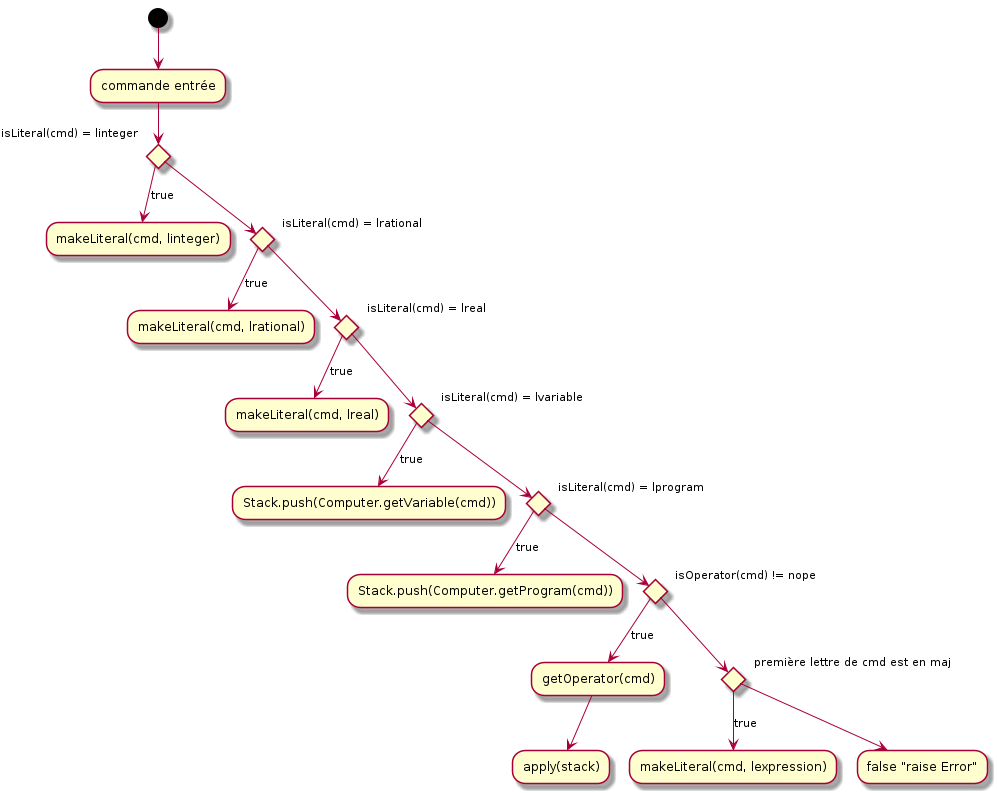 commande entrée
isLiteral(cmd) = linteger
true
makeLiteral(cmd, linteger)
isLiteral(cmd) = lrational
true
makeLiteral(cmd, lrational)
isLiteral(cmd) = lreal
true
makeLiteral(cmd, lreal)
isLiteral(cmd) = lvariable
true
Stack.push(Computer.getVariable(cmd))
isLiteral(cmd) = lprogram
true
Stack.push(Computer.getProgram(cmd))
isOperator(cmd) != nope
true
getOperator(cmd)
première lettre de cmd est en maj
true
apply(stack)
makeLiteral(cmd, lexpression)
false "raise Error"